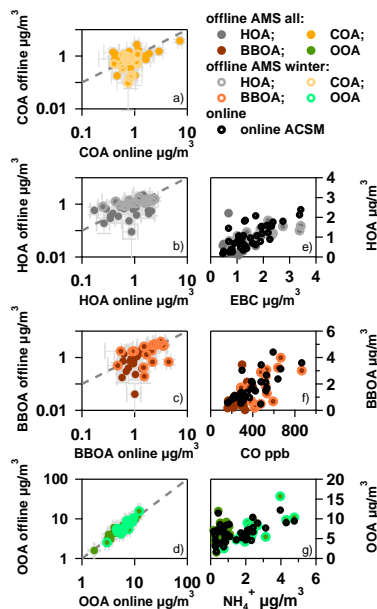 offline AMS all:
HOA; COA;
BBOA; OOA
offline AMS winter:
HOA; COA;
BBOA; OOA
online
online ACSM
COA offline µg/m³
1
0.01
a)
0.1 1 10
COA online µg/m³
HOA offline µg/m³
1
0.01
b)
0.1 1 10
HOA online µg/m³
4
3
2
1
0
HOA µg/m³
e)
0 1 2 3 4
EBC µg/m³
BBOA offline µg/m³
1
0.01
c)
0.1 1 10
BBOA online µg/m³
6
4
2
0
BBOA µg/m³
f)
0 400 800
CO ppb
OOA offline µg/m³
100
10
1
d)
1 10 100
OOA online µg/m³
20
15
10
5
0
OOA µg/m³
g)
0 2 4 6
NH₄⁺ µg/m³